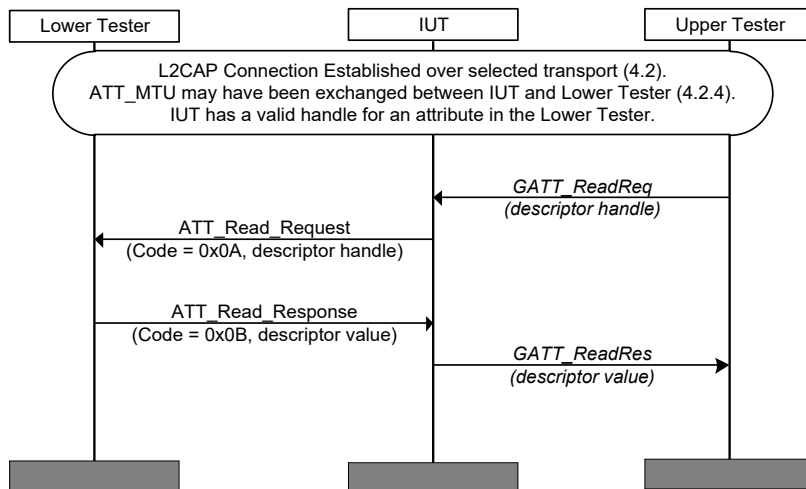 Lower Tester
IUT
Upper Tester
L2CAP Connection Established over selected transport (4.2).
ATT_MTU may have been exchanged between IUT and Lower Tester (4.2.4).
IUT has a valid handle for an attribute in the Lower Tester.
GATT_ReadReq
(descriptor handle)
ATT_Read_Request
(Code = 0x0A, descriptor handle)
ATT_Read_Response
(Code = 0x0B, descriptor value)
GATT_ReadRes
(descriptor value)